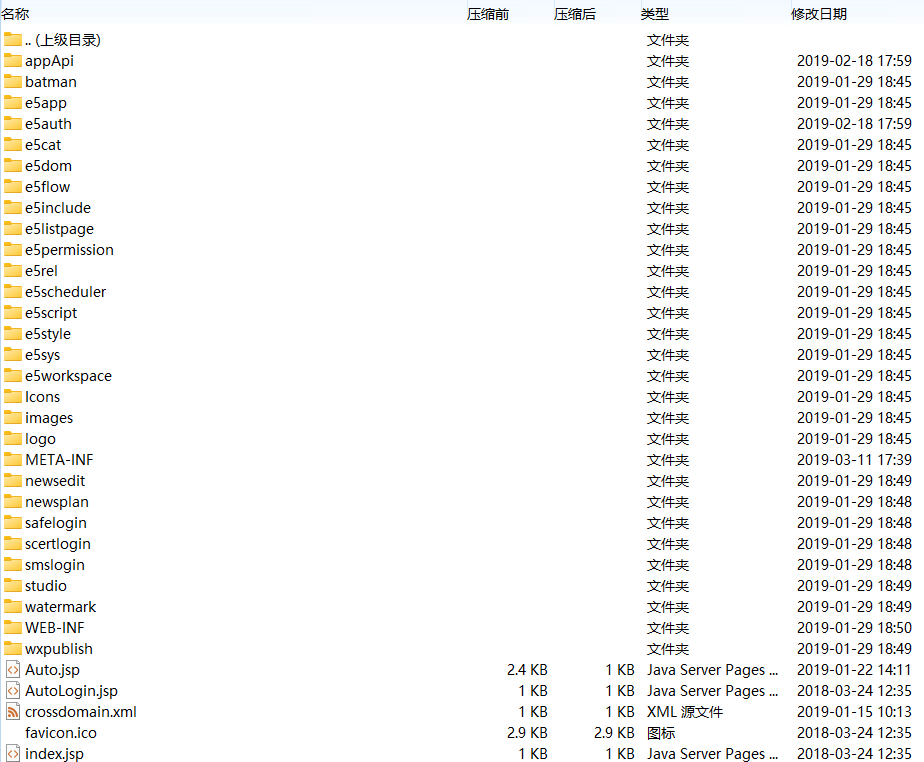 名称 压缩前 压缩后 类型 修改日期
.. (上级目录) 文件夹
appApi 文件夹 2019-02-18 17:59
batman 文件夹 2019-01-29 18:45
e5app 文件夹 2019-01-29 18:45
e5auth 文件夹 2019-02-18 17:59
e5cat 文件夹 2019-01-29 18:45
e5dom 文件夹 2019-01-29 18:45
e5flow 文件夹 2019-01-29 18:45
e5include 文件夹 2019-01-29 18:45
e5listpage 文件夹 2019-01-29 18:45
e5permission 文件夹 2019-01-29 18:45
e5rel 文件夹 2019-01-29 18:45
e5scheduler 文件夹 2019-01-29 18:45
e5script 文件夹 2019-01-29 18:45
e5style 文件夹 2019-01-29 18:45
e5sys 文件夹 2019-01-29 18:45
e5workspace 文件夹 2019-01-29 18:45
Icons 文件夹 2019-01-29 18:45
images 文件夹 2019-01-29 18:45
logo 文件夹 2019-01-29 18:45
META-INF 文件夹 2019-03-11 17:39
newsedit 文件夹 2019-01-29 18:49
newsplan 文件夹 2019-01-29 18:48
safelogin 文件夹 2019-01-29 18:48
scertlogin 文件夹 2019-01-29 18:48
smslogin 文件夹 2019-01-29 18:48
studio 文件夹 2019-01-29 18:49
watermark 文件夹 2019-01-29 18:49
WEB-INF 文件夹 2019-01-29 18:50
wxpublish 文件夹 2019-01-29 18:49
Auto.jsp 2.4 KB 1 KB Java Server Pages ... 2019-01-22 14:11
AutoLogin.jsp 1 KB 1 KB Java Server Pages ... 2018-03-24 12:35
crossdomain.xml 1 KB 1 KB XML 源文件 2019-01-15 10:13
favicon.ico 2.9 KB 2.9 KB 图标 2018-03-24 12:35
index.jsp 1 KB 1 KB Java Server Pages ... 2018-03-24 12:35